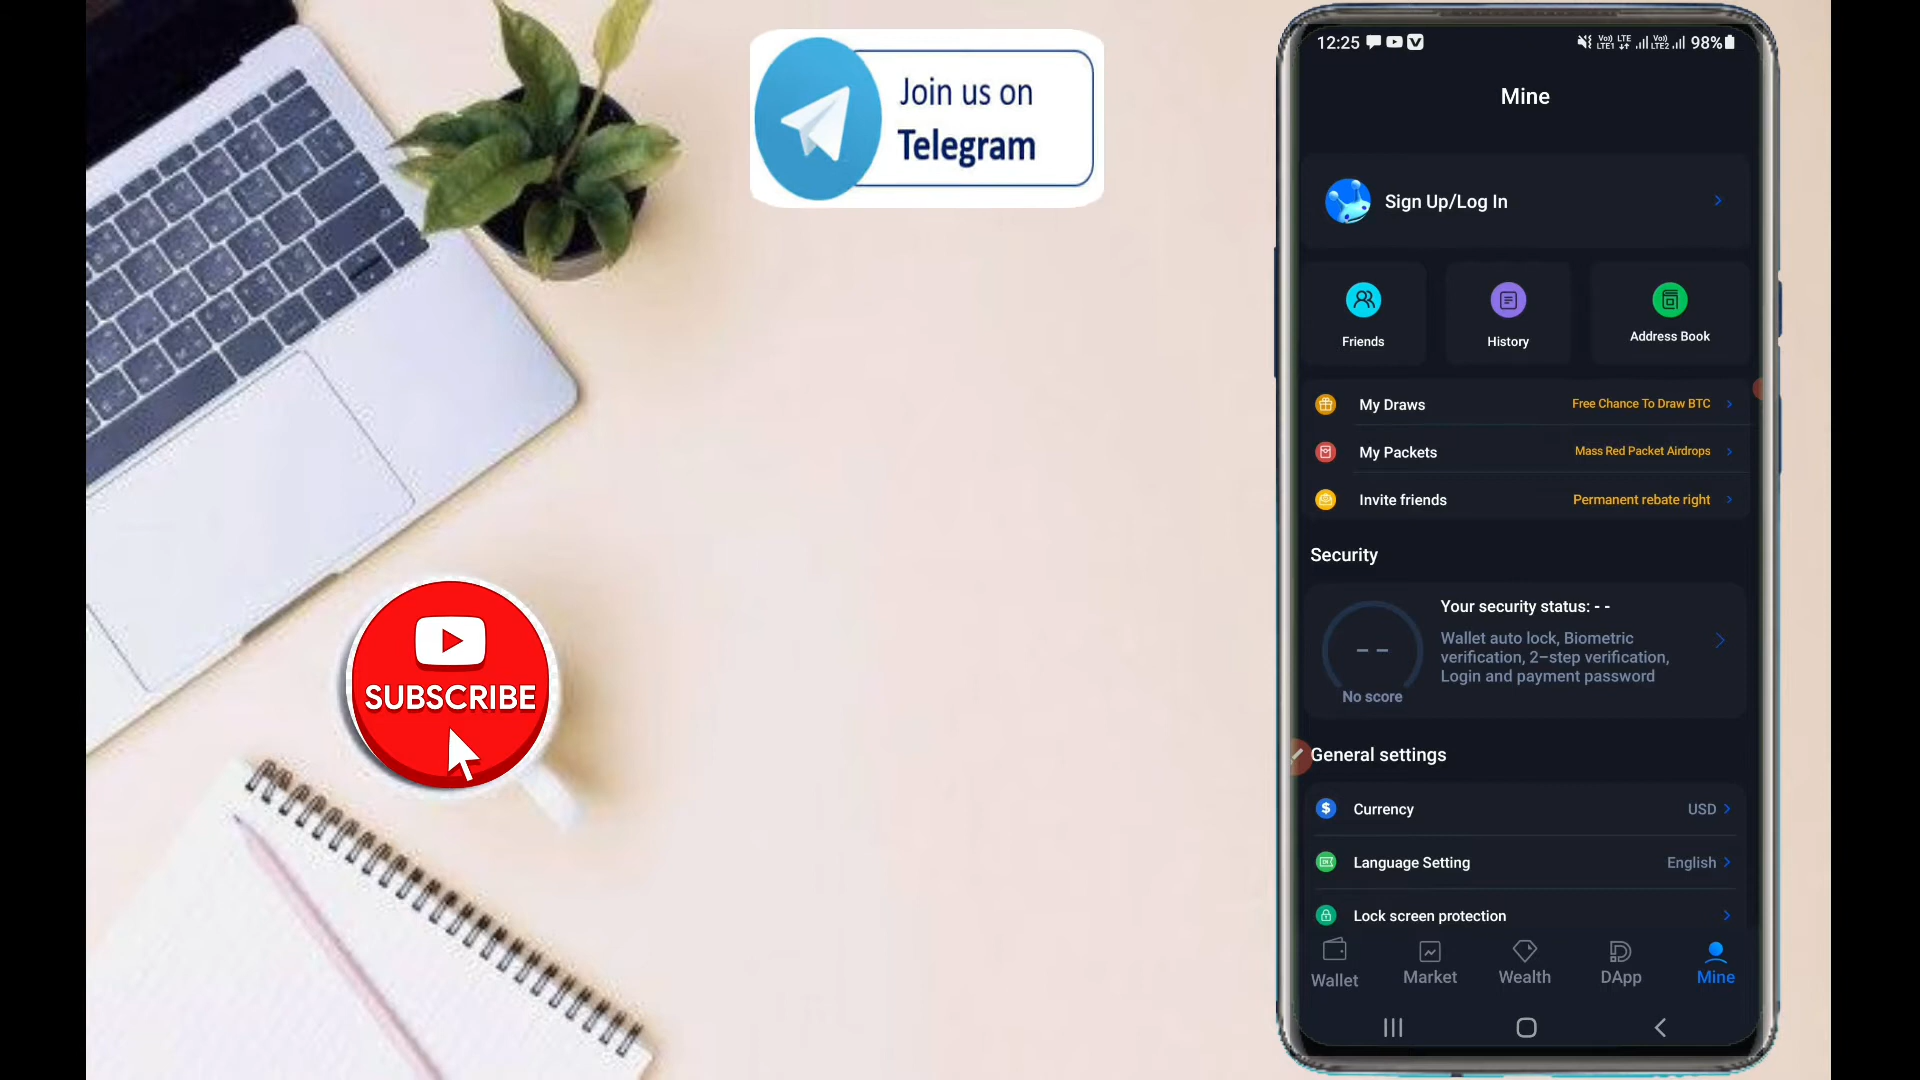 Join us on
Telegram
SUBSCRIBE
12:25
98%
Mine
Sign Up/Log In
Friends
History
Address Book
My Draws
Free Chance To Draw BTC
My Packets
Mass Red Packet Airdrops
Invite friends
Permanent rebate right
Security
Your security status: - -
Wallet auto lock, Biometric
verification, 2-step verification,
Login and payment password
- -
No score
General settings
Currency
USD
Language Setting
English
Lock screen protection
Wallet
Market
Wealth
DApp
Mine